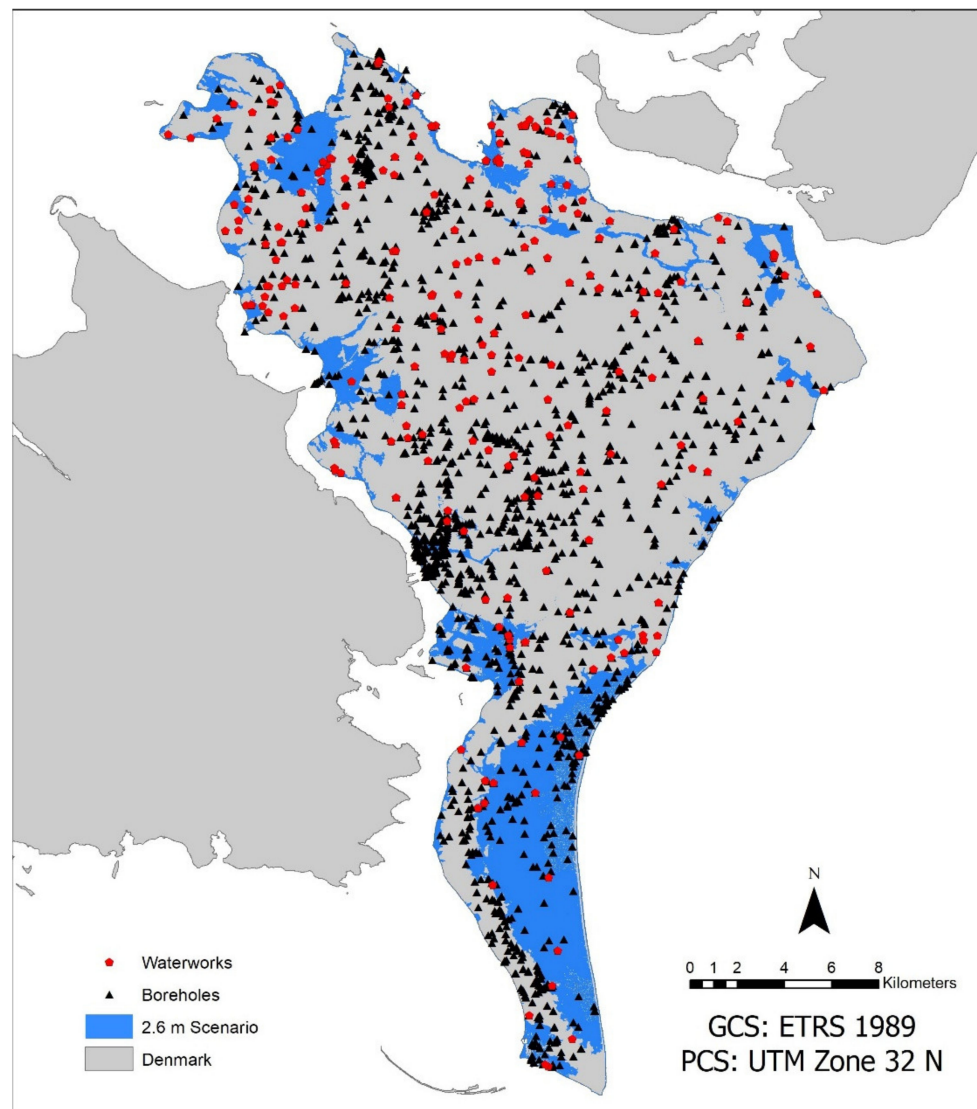 Waterworks
Boreholes
2.6 m Scenario
Denmark
N
0 1 2 4 6 8
Kilometers
GCS: ETRS 1989
PCS: UTM Zone 32 N